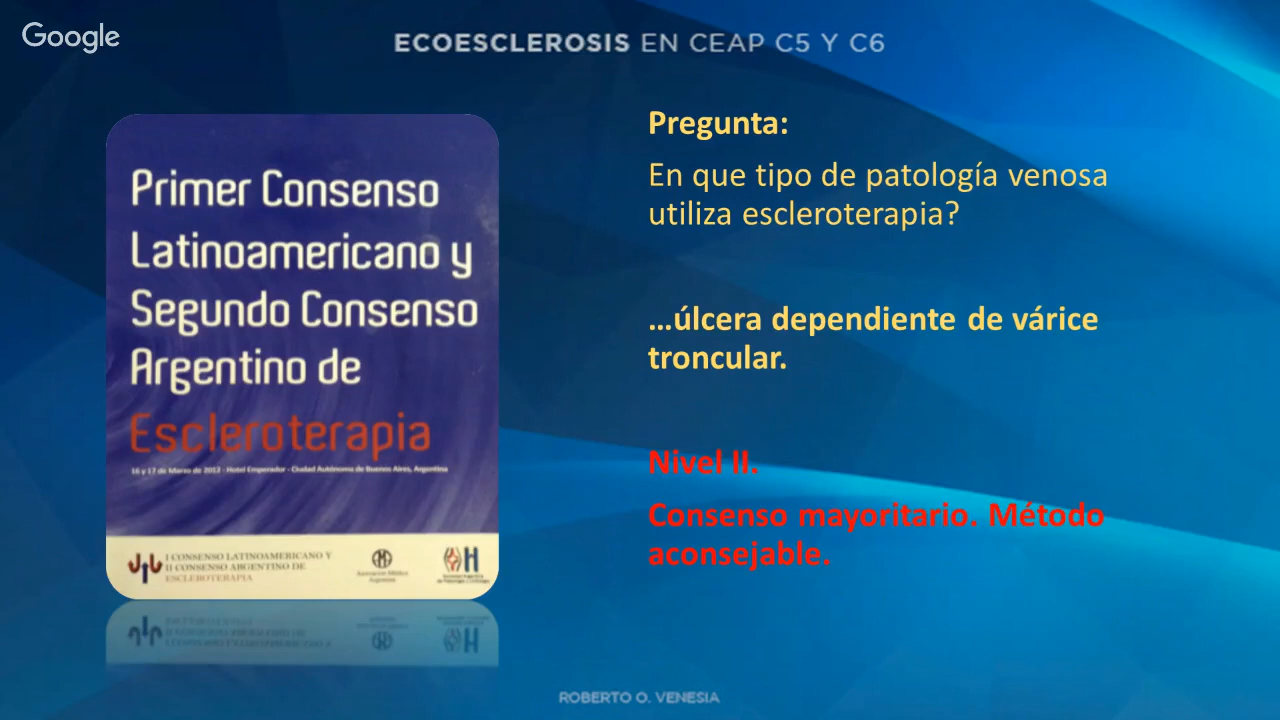 Google
ECOESCLEROSIS EN CEAP C5 Y C6
Primer Consenso
Latinoamericano y
Segundo Consenso
Argentino de
Escleroterapia
16 y 17 de Marzo de 2012 - Hotel Emperador - Ciudad Autónoma de Buenos Aires, Argentina
I CONSENSO LATINOAMERICANO Y
II CONSENSO ARGENTINO DE
ESCLEROTERAPIA
Asociación Médica
Argentina
Pregunta:
En que tipo de patología venosa
utiliza escleroterapia?
...úlcera dependiente de várice
troncular.
Nivel II.
Consenso mayoritario. Método
aconsejable.
ROBERTO O. VENESIA